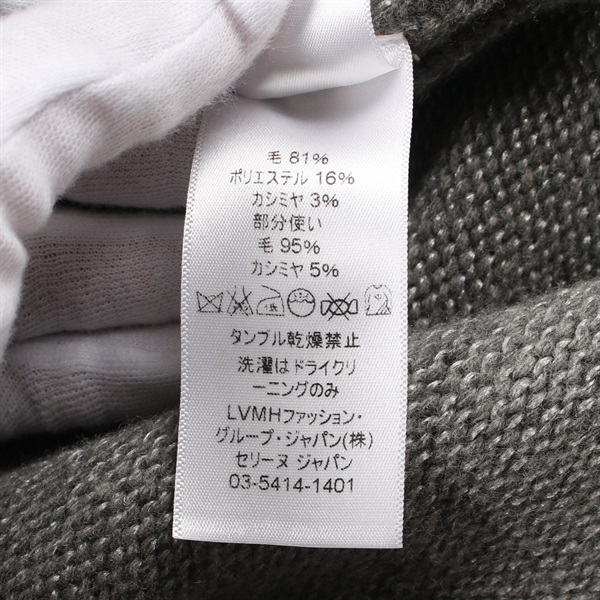 毛 81%
ポリエステル 16%
カシミヤ 3%
部分使い
毛 95%
カシミヤ 5%
タンブル乾燥禁止
洗濯はドライクリ
ーニングのみ
LVMHファッション・
グループ・ジャパン(株)
セリーヌ ジャパン
03-5414-1401